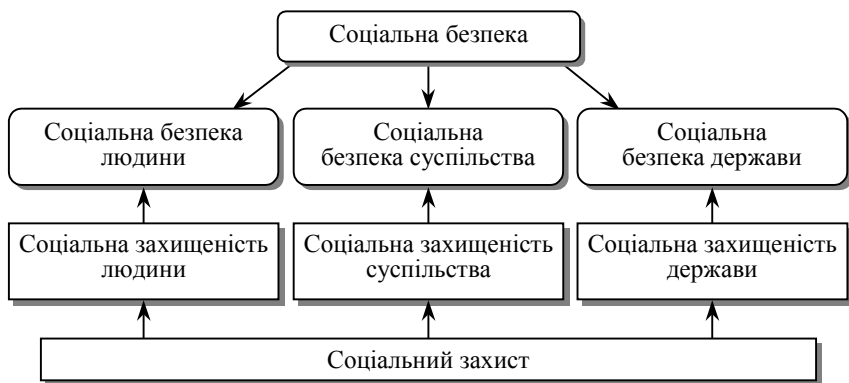 Соціальна безпека
Соціальна безпека
людини
Соціальна
безпека суспільства
Соціальна
безпека держави
Соціальна захищеність
людини
Соціальна захищеність
суспільства
Соціальна захищеність
держави
Соціальний захист